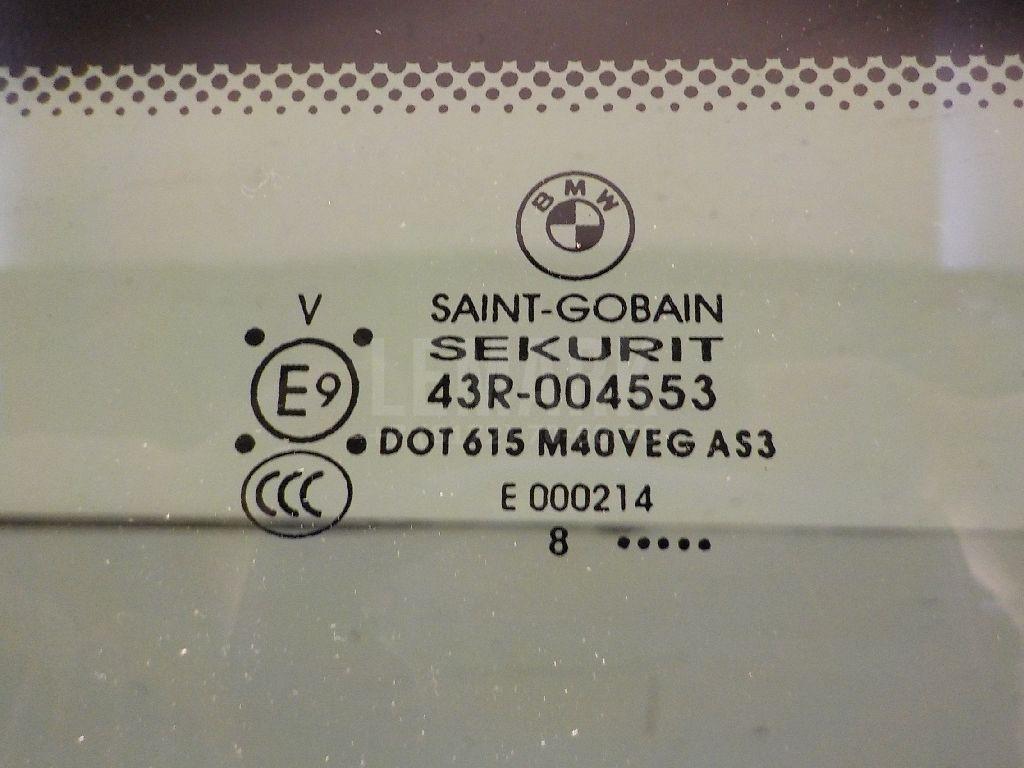 BMW
V
SAINT-GOBAIN
SEKURIT
E9
43R-004553
DOT 615 M40VEG AS3
CCC
E 000214
8 •••••